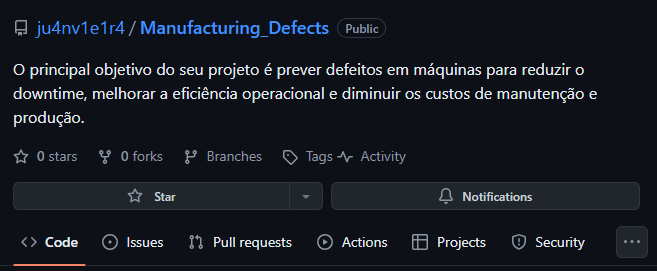 ju4nv1e1r4 / Manufacturing_Defects Public
O principal objetivo do seu projeto é prever defeitos em máquinas para reduzir o
downtime, melhorar a eficiência operacional e diminuir os custos de manutenção e
produção.
0 stars 0 forks Branches Tags Activity
Star Notifications
Code Issues Pull requests Actions Projects Security